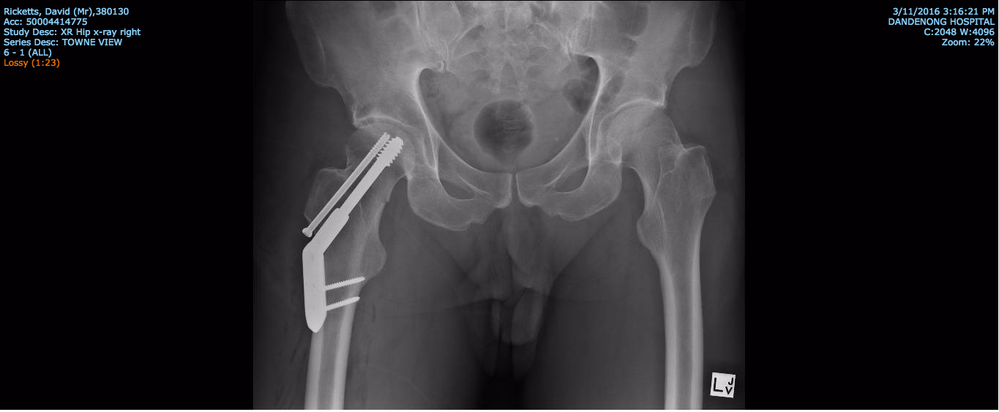 Ricketts, David (Mr),380130
Acc: 50004414775
Study Desc: XR Hip x-ray right
Series Desc: TOWNE VIEW
6 - 1 (ALL)
Lossy (1:23)
3/11/2016 3:16:21 PM
DANDENONG HOSPITAL
C:2048 W:4096
Zoom: 22%
L J
V